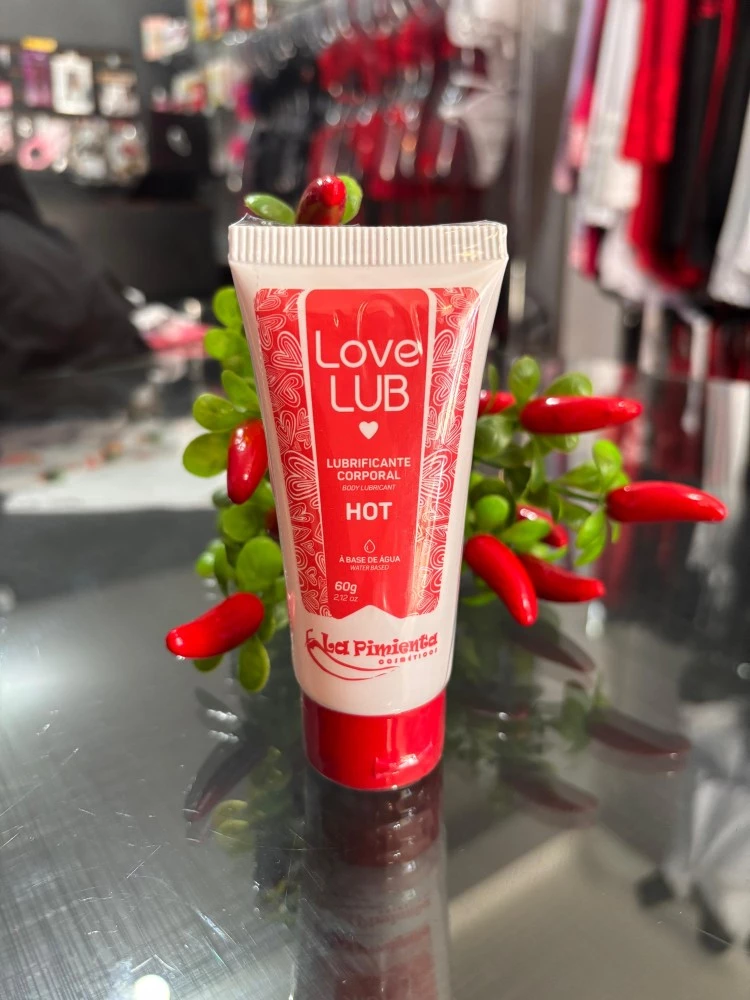 Love
LUB
LUBRIFICANTE
CORPORAL
BODY LUBRICANT
HOT
À BASE DE ÁGUA
WATER BASED
60g
2.12 oz
La Pimienta
COSMÉTICOS